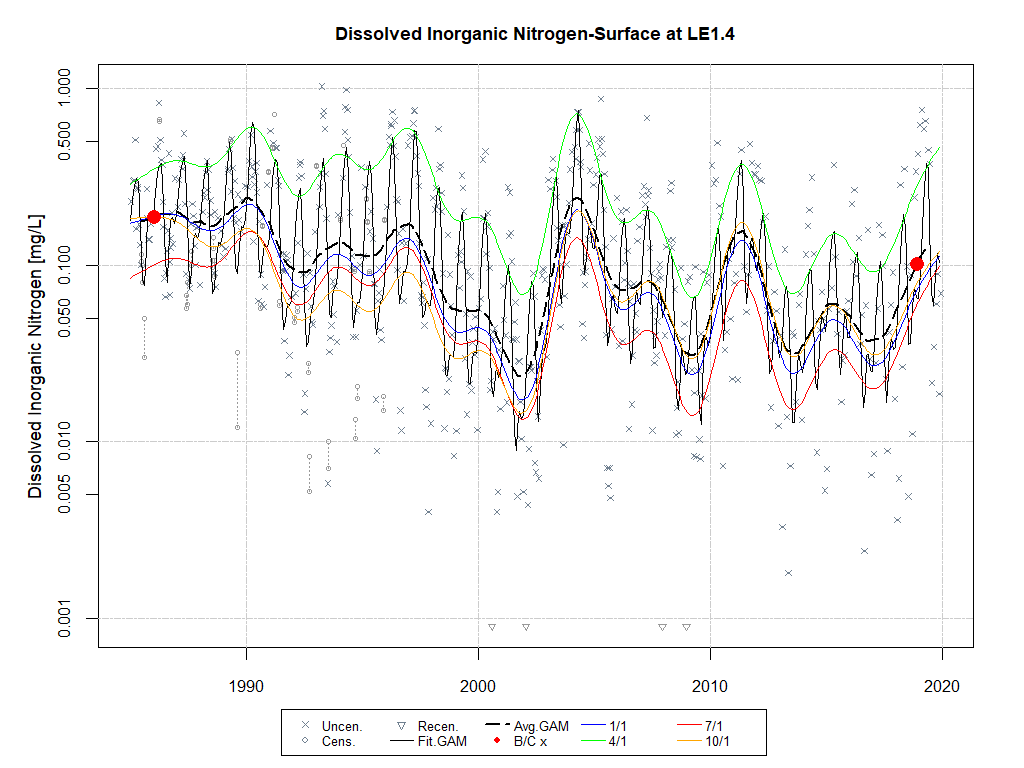 Dissolved Inorganic Nitrogen-Surface at LE1.4
Dissolved Inorganic Nitrogen [mg/L]
1.000
0.500
0.100
0.050
0.010
0.005
0.001
1990 2000 2010 2020
Uncen. Recen. Avg.GAM 1/1 7/1
Cens. Fit.GAM B/C x 4/1 10/1